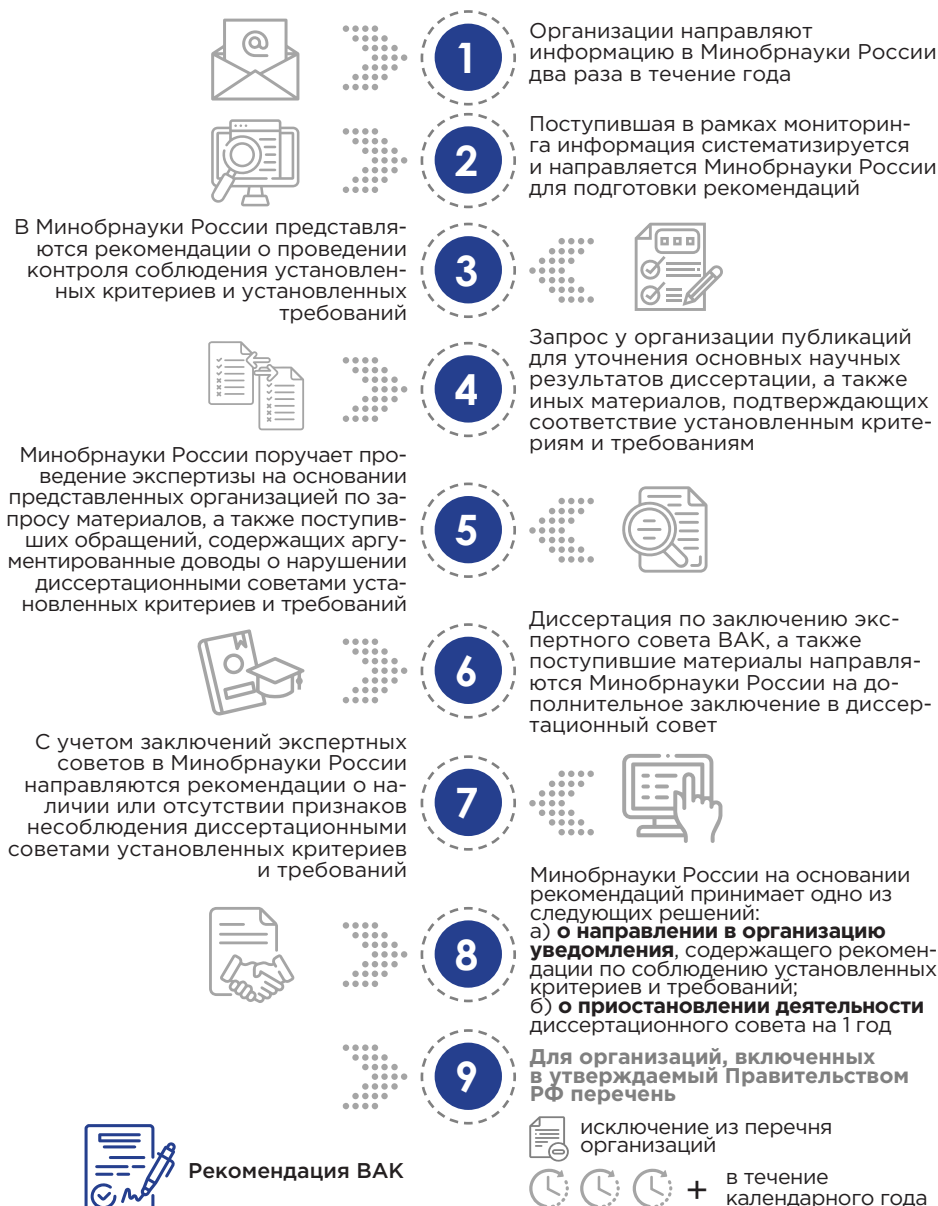 1
Организации направляют
информацию в Минобрнауки России
два раза в течение года
2
Поступившая в рамках мониторин-
га информация систематизируется
и направляется Минобрнауки России
для подготовки рекомендаций
В Минобрнауки России представля-
ются рекомендации о проведении
контроля соблюдения установлен-
ных критериев и установленных
требований
3
4
Запрос у организации публикаций
для уточнения основных научных
результатов диссертации, а также
иных материалов, подтверждающих
соответствие установленным крите-
риям и требованиям
Минобрнауки России поручает про-
ведение экспертизы на основании
представленных организацией по за-
просу материалов, а также поступив-
ших обращений, содержащих аргу-
ментированные доводы о нарушении
диссертационными советами уста-
новленных критериев и требований
5
6
Диссертация по заключению экс-
пертного совета ВАК, а также
поступившие материалы направля-
ются Минобрнауки России на до-
полнительное заключение в диссер-
тационный совет
С учетом заключений экспертных
советов в Минобрнауки России
направляются рекомендации о на-
личии или отсутствии признаков
несоблюдения диссертационными
советами установленных критериев
и требований
7
8
Минобрнауки России на основании
рекомендаций принимает одно из
следующих решений:
а) о направлении в организацию
уведомления, содержащего рекомен-
дации по соблюдению установленных
критериев и требований;
б) о приостановлении деятельности
диссертационного совета на 1 год
9
Для организаций, включенных
в утверждаемый Правительством
РФ перечень
исключение из перечня
организаций
Рекомендация ВАК
+ в течение
календарного года